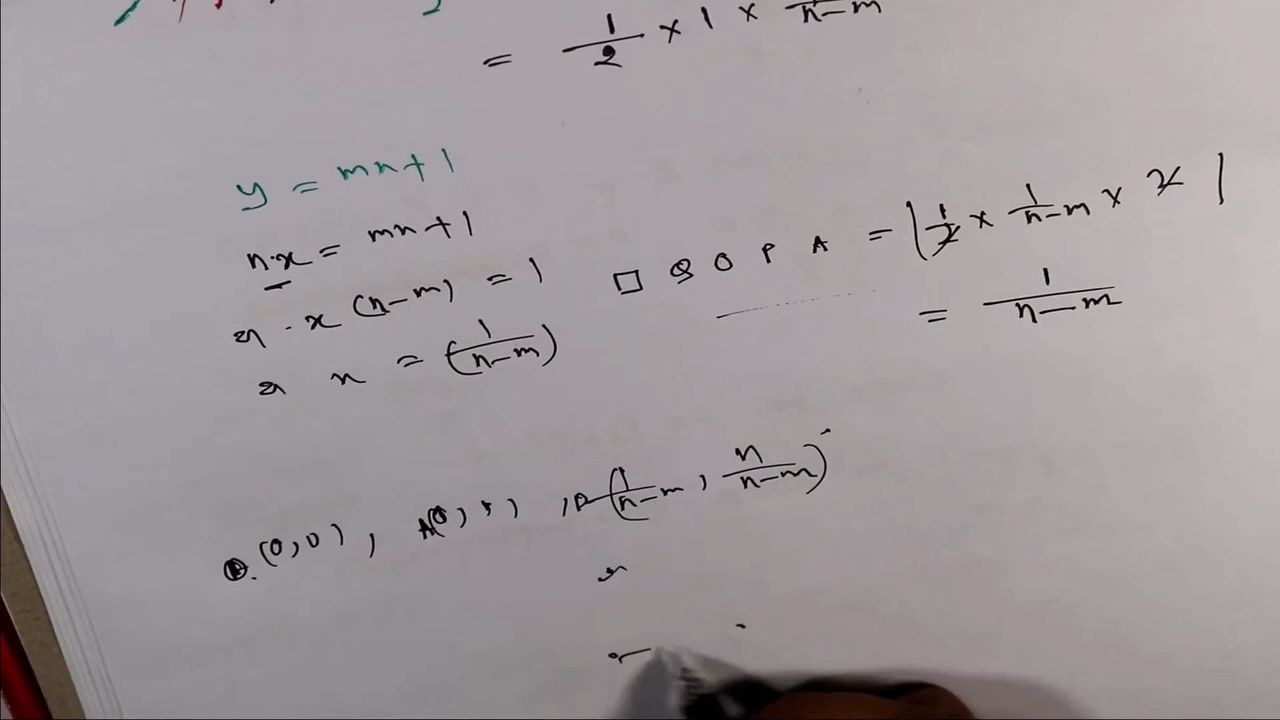 = 1/2 × 1 × 1/n-m
y = mx+1
n·x = mx+1
x (n-m) = 1
x = (1/n-m)
□ Q O P A = |1/2 × 1/n-m × 2|
= 1/n-m
O(0,0), A(0,1), P(1/n-m, n/n-m)